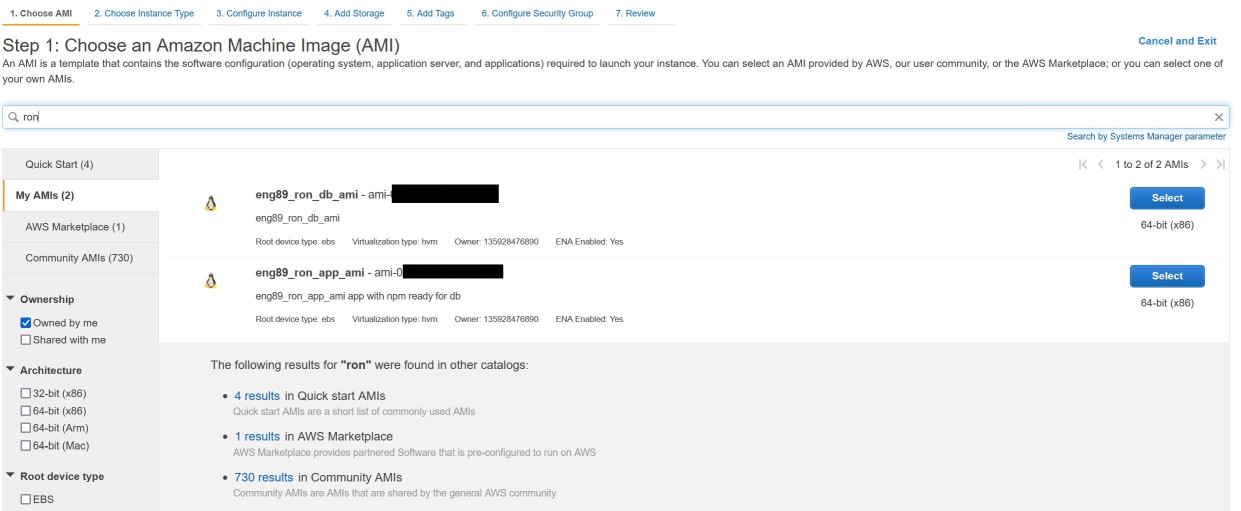 1. Choose AMI 2. Choose Instance Type 3. Configure Instance 4. Add Storage 5. Add Tags 6. Configure Security Group 7. Review
Step 1: Choose an Amazon Machine Image (AMI)
Cancel and Exit
An AMI is a template that contains the software configuration (operating system, application server, and applications) required to launch your instance. You can select an AMI provided by AWS, our user community, or the AWS Marketplace; or you can select one of
your own AMIs.
ron
Search by Systems Manager parameter
Quick Start (4)
My AMIs (2)
AWS Marketplace (1)
Community AMIs (730)
Ownership
Owned by me
Shared with me
Architecture
32-bit (x86)
64-bit (x86)
64-bit (Arm)
64-bit (Mac)
Root device type
EBS
1 to 2 of 2 AMIs
eng89_ron_db_ami - ami-
eng89_ron_db_ami
Root device type: ebs Virtualization type: hvm Owner: 135928476890 ENA Enabled: Yes
Select
64-bit (x86)
eng89_ron_app_ami - ami-0
eng89_ron_app_ami app with npm ready for db
Root device type: ebs Virtualization type: hvm Owner: 135928476890 ENA Enabled: Yes
Select
64-bit (x86)
The following results for "ron" were found in other catalogs:
4 results in Quick start AMIs
Quick start AMIs are a short list of commonly used AMIs
1 results in AWS Marketplace
AWS Marketplace provides partnered Software that is pre-configured to run on AWS
730 results in Community AMIs
Community AMIs are AMIs that are shared by the general AWS community